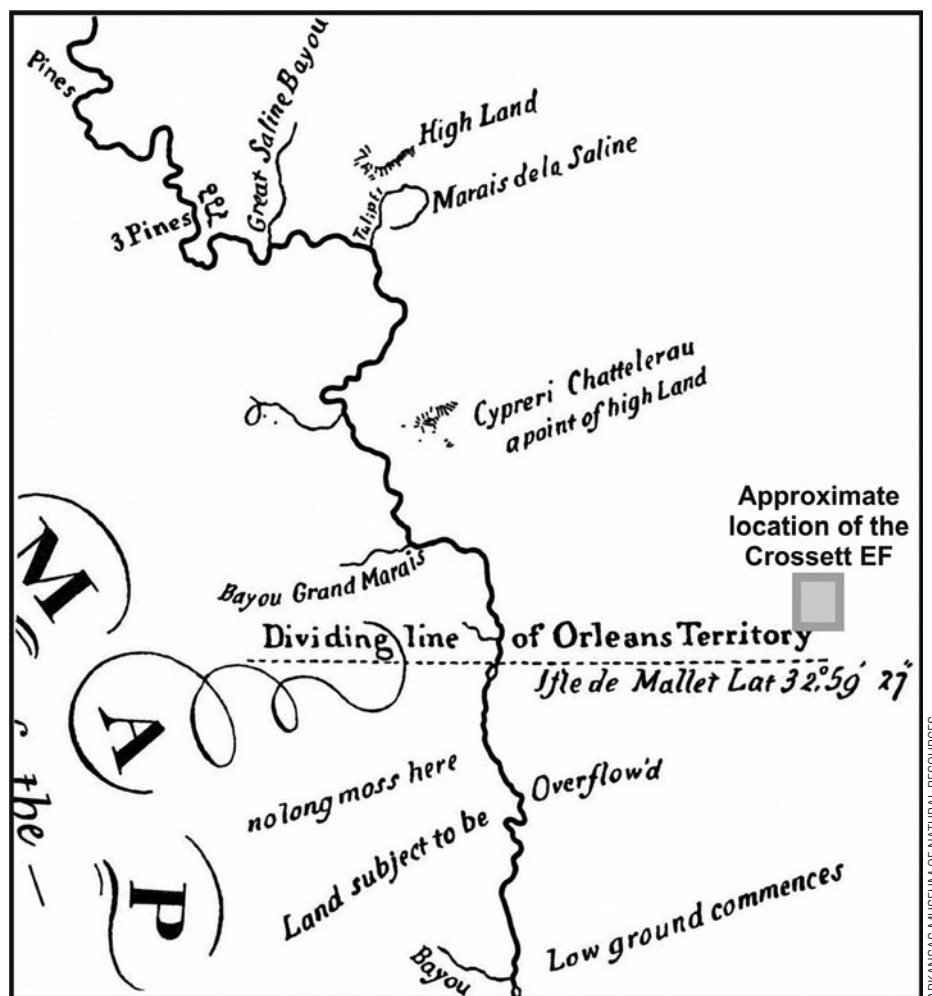 Pines
Great Saline Bayou
High Land
3 Pines
Tulipes
Marais de la Saline
Cypreri Chattelerau
a point of high Land
Approximate
location of the
Crossett EF
Bayou Grand Marais
Dividing line of Orleans Territory
Isle de Mallet Lat 32°59' 27"
MAP
the —
no long moss here
Overflow'd
Land subject to be
Low ground commences
Bayou
ARKANSAS MUSEUM OF NATURAL RESOURCES